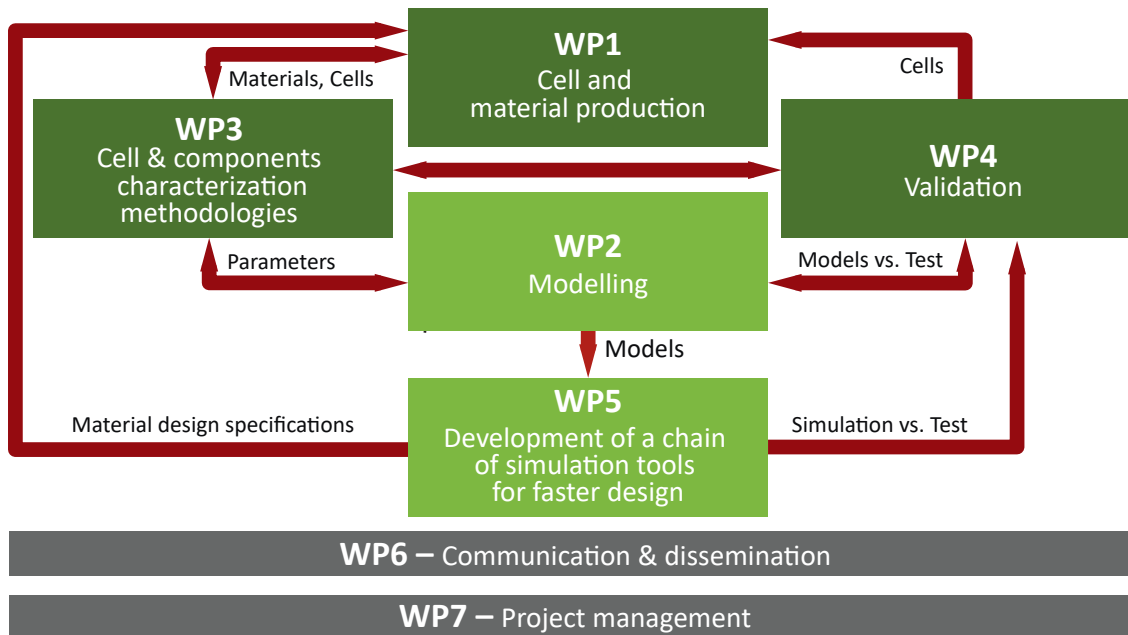 WP1
Cell and
material production
Materials, Cells
Cells
WP3
Cell & components
characterization
methodologies
WP4
Validation
WP2
Modelling
Parameters
Models vs. Test
Models
WP5
Development of a chain
of simulation tools
for faster design
Material design specifications
Simulation vs. Test
WP6 – Communication & dissemination
WP7 – Project management